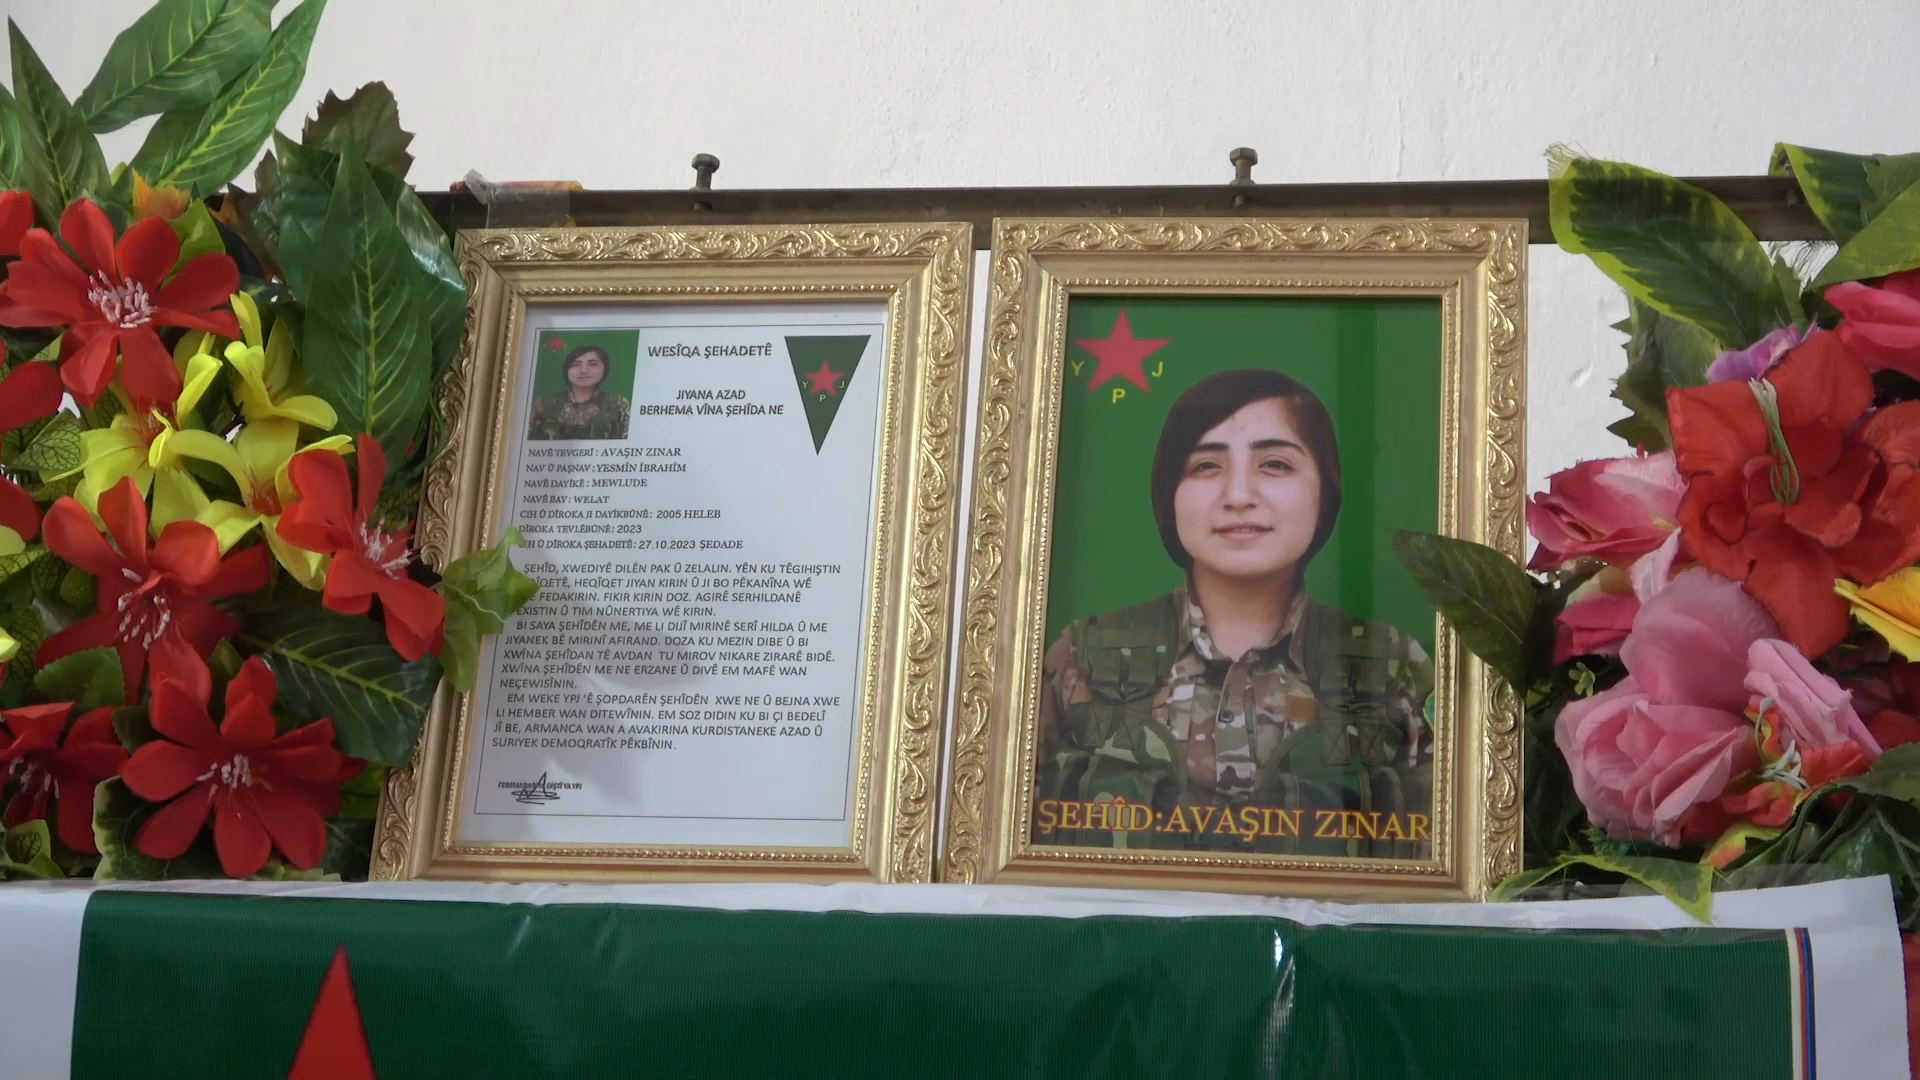 WESÎQA ŞEHADETÊ
JIYANA AZAD
BERHEMA VÎNA ŞEHÎDA NE
Y J
P
NAVÊ TEVGERÎ : AVAŞIN ZINAR
NAV Û PAŞNAV : YESMÎN ÎBRAHÎM
NAVÊ DAYÎKÊ : MEWLUDE
NAVÊ BAV : WELAT
CIH Û DÎROKA JI DAYÎKBÛNÊ : 2005 HELEB
DÎROKA TEVLÊBÛNÊ : 2023
CIH Û DÎROKA ŞEHADETÊ : 27.10.2023 ŞEDADE
ŞEHÎD, XWEDIYÊ DILÊN PAK Û ZELALIN. YÊN KU TÊGIHIŞTIN
HEQÎQET JIYAN KIRIN Û JI BO PÊKANÎNA WÊ
FEDAKIRIN. FIKIR KIRIN DOZ. AGIRÊ SERHILDANÊ
Û TIM NÛNERTIYA WÊ KIRIN.
BI SAYA ŞEHÎDÊN ME, ME LI DIJÎ MIRINÊ SERÎ HILDA Û ME
JIYANEK BÊ MIRINÎ AFIRAND. DOZA KU MEZIN DIBE Û BI
XWÎNA ŞEHÎDAN TÊ AVDAN TU MIROV NIKARE ZIRARÊ BIDÊ.
XWÎNA ŞEHÎDÊN ME NE ERZANE Û DIVÊ EM MAFÊ WAN
NEÇEWISÎNIN.
EM WEKE YPJ 'Ê ŞOPDARÊN ŞEHÎDÊN XWE NE Û BEJNA XWE
LI HEMBER WAN DITEWÎNIN. EM SOZ DIDIN KU BI ÇI BEDELÎ
JÎ BE, ARMANCA WAN A AVAKIRINA KURDISTANEKE AZAD Û
SURIYEK DEMOQRATÎK PÊKBÎNIN.
GIŞTÎ YA YPJ
Y J
P
ŞEHÎD:AVAŞIN ZINAR